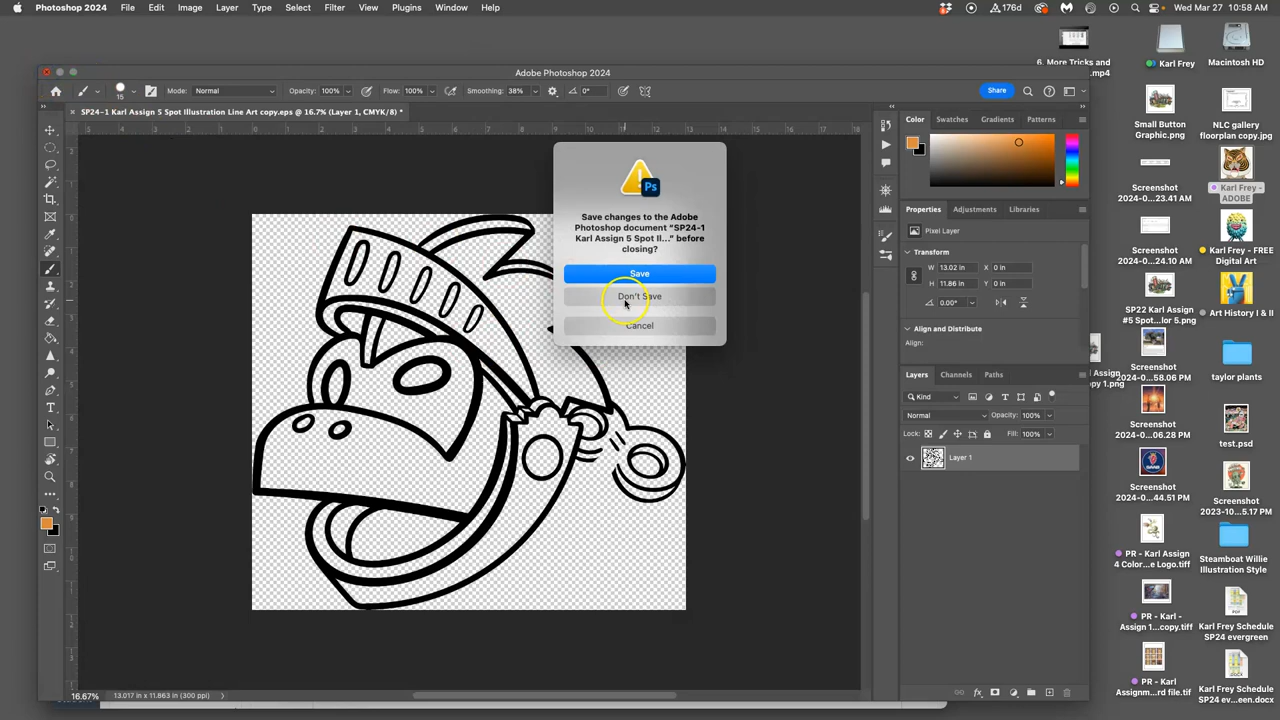 Photoshop 2024 File Edit Image Layer Type Select Filter View Plugins Window Help 176d Wed Mar 27 10:58 AM
Adobe Photoshop 2024
15 Mode: Normal Opacity: 100% Flow: 100% Smoothing: 38% 0° Share
× SP24-1 Karl Assign 5 Spot Illustration Line Art copy.eps @ 16.7% (Layer 1, CMYK/8) *
Ps
Save changes to the Adobe
Photoshop document “SP24-1
Karl Assign 5 Spot Il...” before
closing?
Save
Don’t Save
Cancel
Color Swatches Gradients Patterns
Properties Adjustments Libraries
Pixel Layer
Transform
W 13.02 in X 0 in
H 11.86 in Y 0 in
0.00°
Align and Distribute
Align:
Layers Channels Paths
Kind
Normal Opacity: 100%
Lock: Fill: 100%
Layer 1
fx
16.67% 13.017 in x 11.863 in (300 ppi)
6. More Tricks and
Karl Frey
Macintosh HD
Small Button
Graphic.png
NLC gallery
floorplan copy.jpg
Screenshot
2024-0...23.41 AM
Karl Frey -
ADOBE
Screenshot
2024-0...24.10 AM
Karl Frey - FREE
Digital Art
SP22 Karl Assign
#5 Spot...lor 5.png
Art History I & II
Screenshot
2024-0...58.06 PM
taylor plants
Screenshot
2024-0...06.28 PM
test.psd
Screenshot
2024-0...44.51 PM
Screenshot
2023-10...5.17 PM
PR - Karl Assign
4 Color...e Logo.tiff
Steamboat Willie
Illustration Style
PR - Karl -
Assign 1...copy.tiff
Karl Frey Schedule
SP24 evergreen
PR - Karl
Assignm...rd file.tif
Karl Frey Schedule
SP24 ev...een.docx